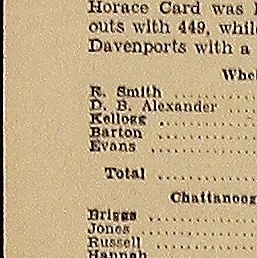 Horace Card was
outs with 449, while
Davenports with a
Whe
R. Smith ..........
D. B. Alexander ...
Kellogg ..........
Barton ..........
Evans ..........
Total ..........
Chattanoog
Briggs ..........
Jones ..........
Russell ..........
Hannah